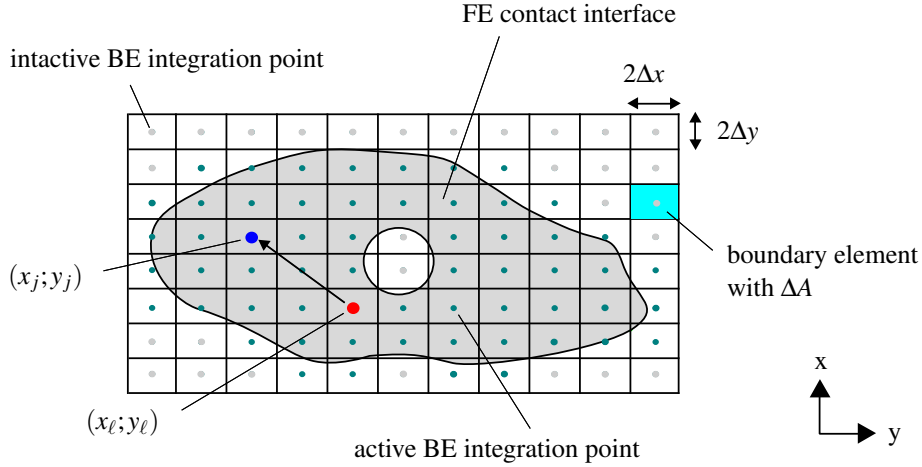 FE contact interface
intactive BE integration point
2Δx
2Δy
boundary element
with ΔA
(x_j; y_j)
(x_ℓ; y_ℓ)
active BE integration point
x
y